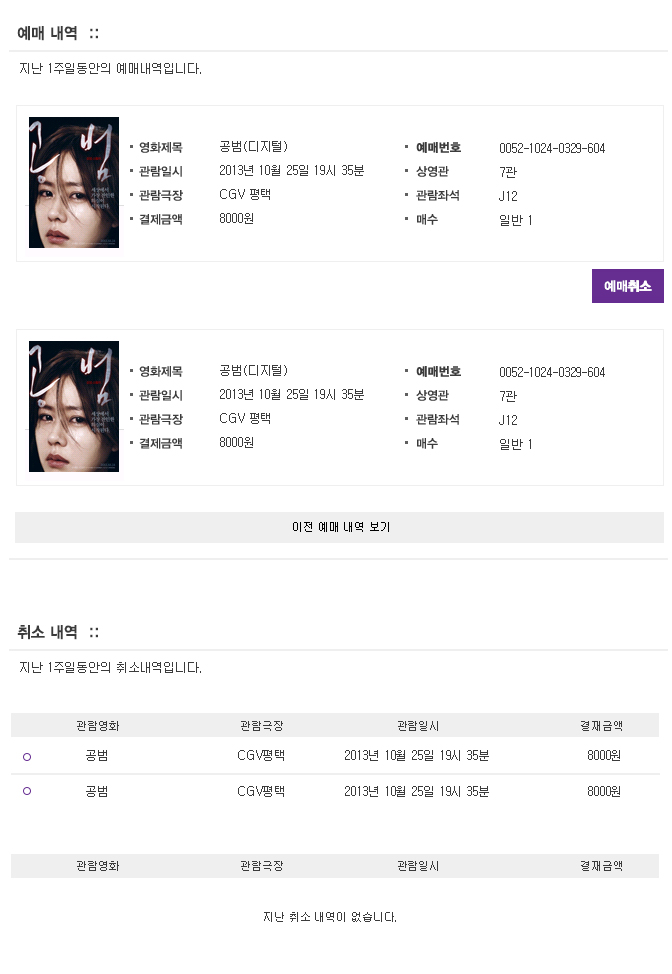 예매 내역 ::
지난 1주일동안의 예매내역입니다.
공범
영화제목 공범(디지털) 예매번호 0052-1024-0329-604
관람일시 2013년 10월 25일 19시 35분 상영관 7관
관람극장 CGV 평택 관람좌석 J12
결제금액 8000원 매수 일반 1
예매취소
공범
영화제목 공범(디지털) 예매번호 0052-1024-0329-604
관람일시 2013년 10월 25일 19시 35분 상영관 7관
관람극장 CGV 평택 관람좌석 J12
결제금액 8000원 매수 일반 1
이전 예매 내역 보기
취소 내역 ::
지난 1주일동안의 취소내역입니다.
관람영화 관람극장 관람일시 결재금액
공범 CGV평택 2013년 10월 25일 19시 35분 8000원
공범 CGV평택 2013년 10월 25일 19시 35분 8000원
관람영화 관람극장 관람일시 결재금액
지난 취소 내역이 없습니다.